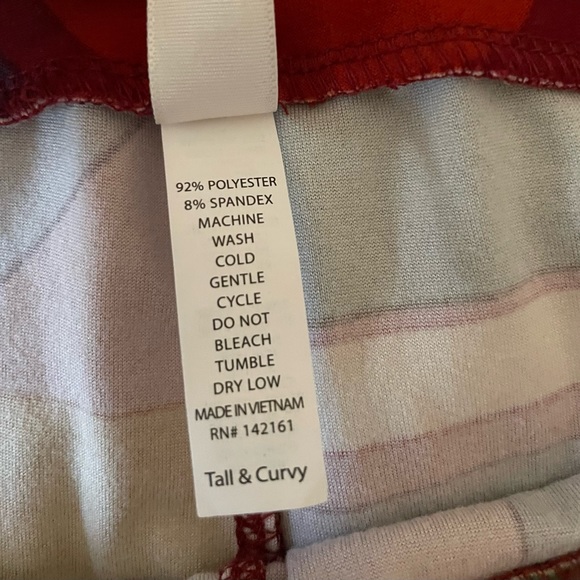 92% POLYESTER
8% SPANDEX
MACHINE
WASH
COLD
GENTLE
CYCLE
DO NOT
BLEACH
TUMBLE
DRY LOW
MADE IN VIETNAM
RN# 142161
Tall & Curvy